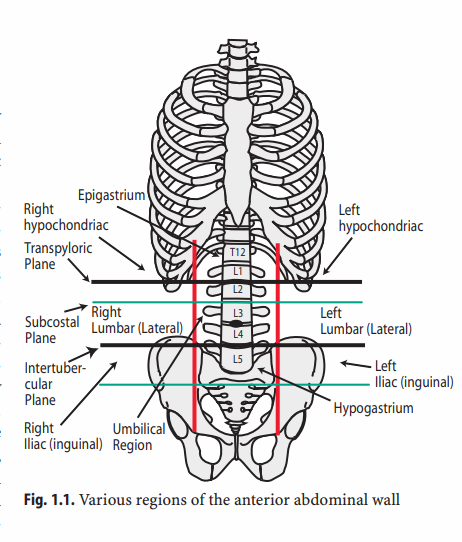 Epigastrium
Right
hypochondriac
Left
hypochondriac
Transpyloric
Plane
T12
L1
L2
Right
Lumbar (Lateral)
L3
Left
Lumbar (Lateral)
Subcostal
Plane
L4
Intertuber-
cular
Plane
L5
Left
Iliac (inguinal)
Hypogastrium
Right
Iliac (inguinal)
Umbilical
Region
Fig. 1.1. Various regions of the anterior abdominal wall